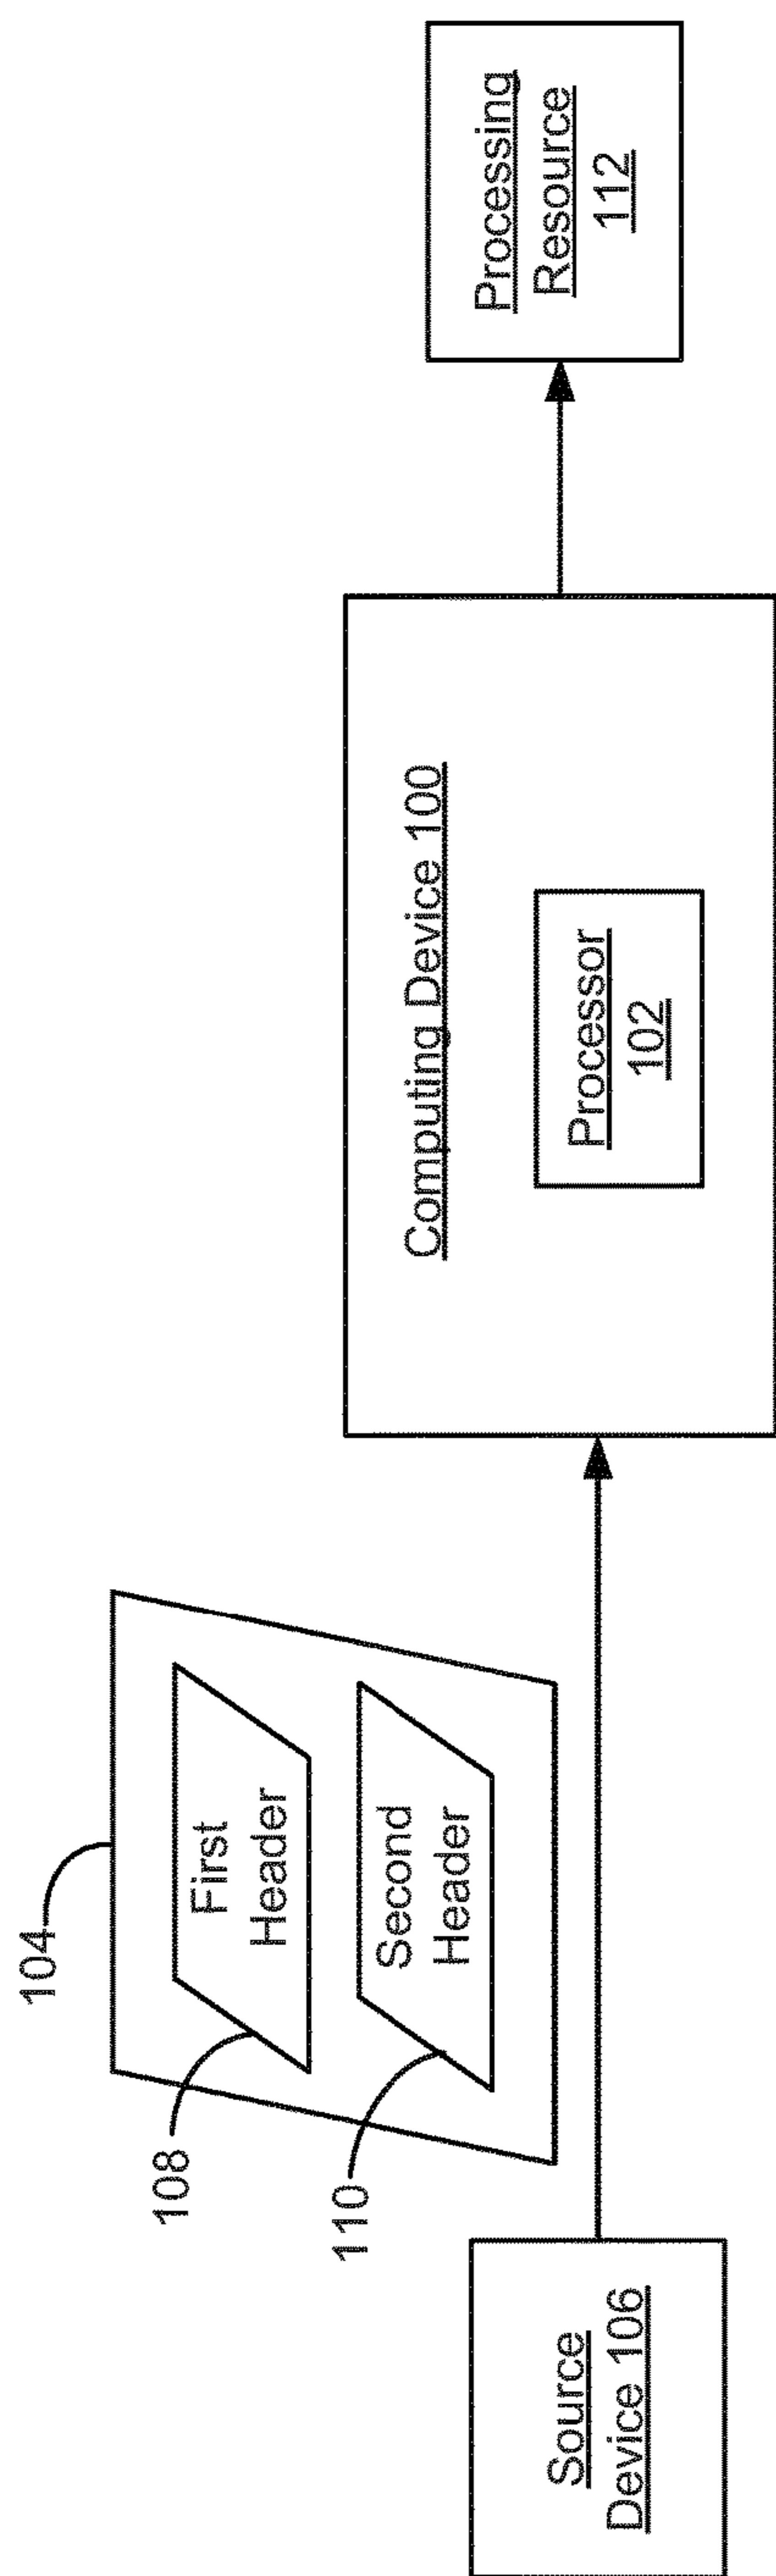 104
108
First
Header
110
Second
Header
Source
Device 106
Computing Device 100
Processor
102
Processing
Resource
112